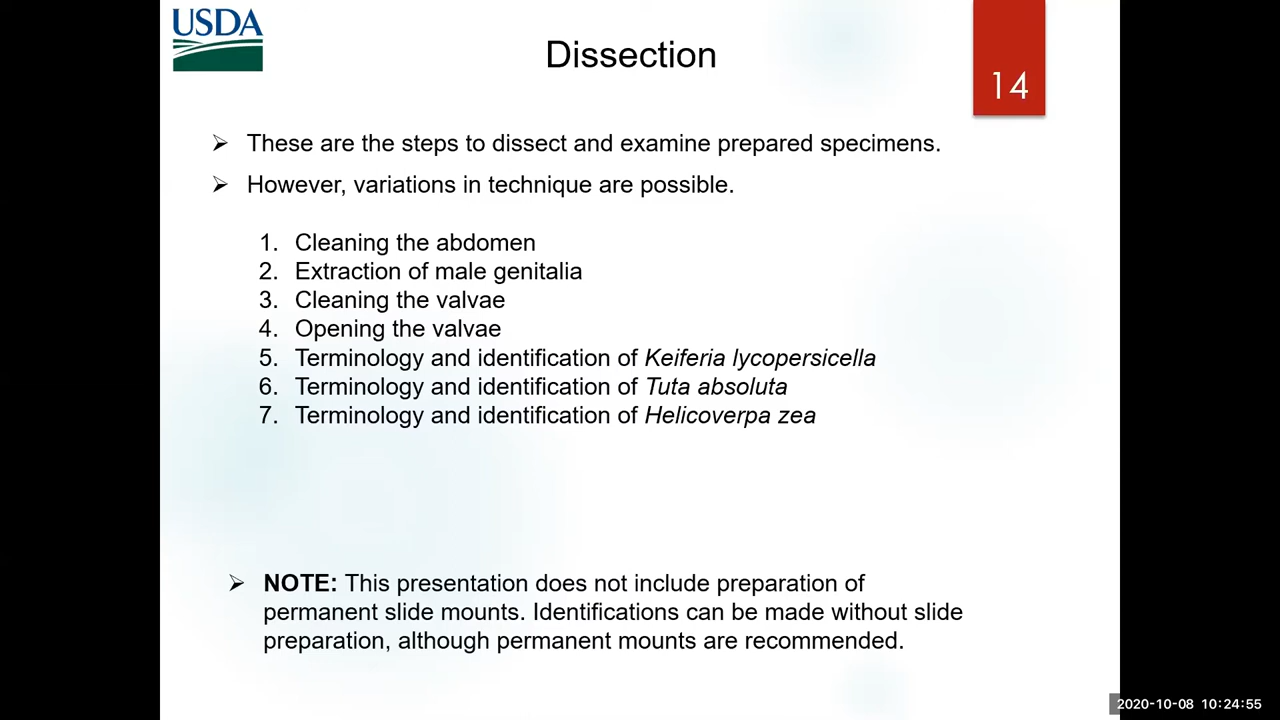 USDA
Dissection
14
➢ These are the steps to dissect and examine prepared specimens.
➢ However, variations in technique are possible.
1. Cleaning the abdomen
2. Extraction of male genitalia
3. Cleaning the valvae
4. Opening the valvae
5. Terminology and identification of Keiferia lycopersicella
6. Terminology and identification of Tuta absoluta
7. Terminology and identification of Helicoverpa zea
➢ NOTE: This presentation does not include preparation of
permanent slide mounts. Identifications can be made without slide
preparation, although permanent mounts are recommended.
2020-10-08 10:24:55